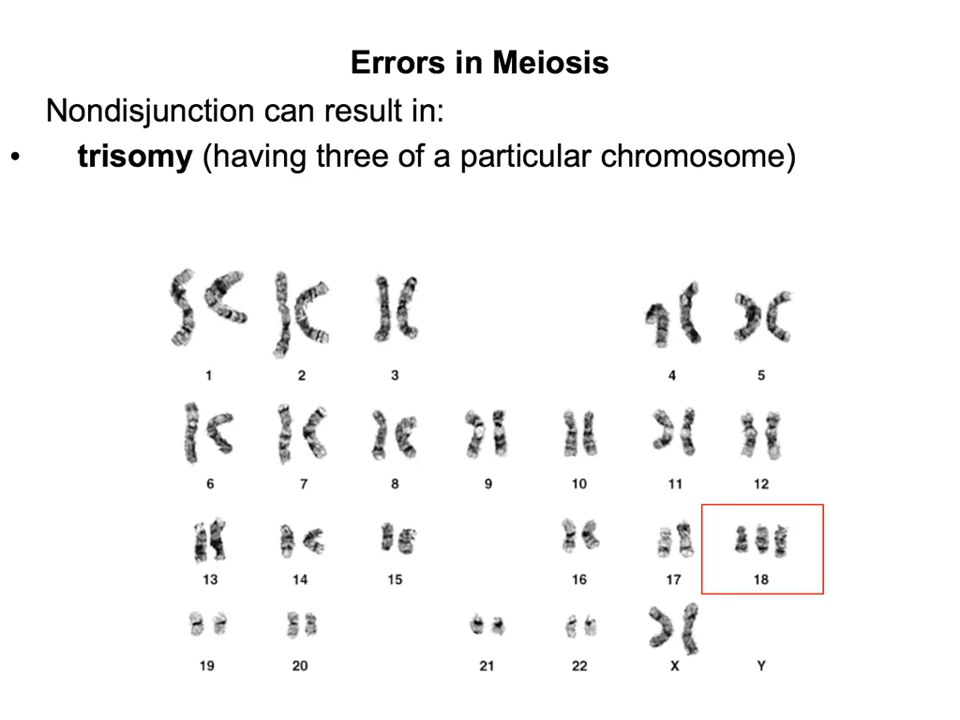 Errors in Meiosis
Nondisjunction can result in:
• trisomy (having three of a particular chromosome)
1 2 3 4 5
6 7 8 9 10 11 12
13 14 15 16 17 18
19 20 21 22 X Y